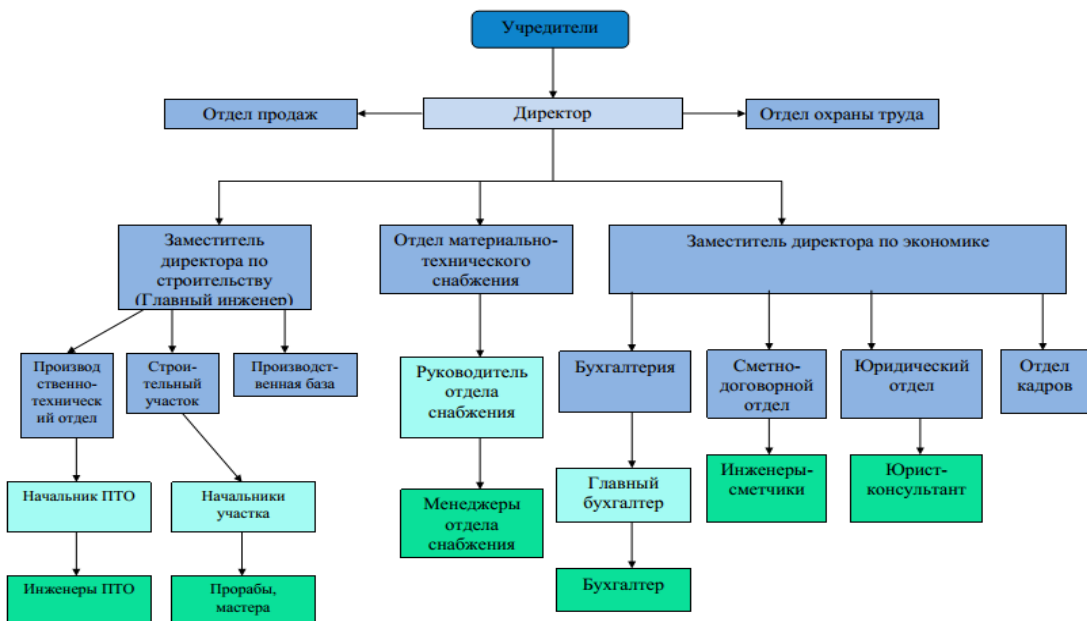 Учредители
Отдел продаж
Директор
Отдел охраны труда
Заместитель
директора по
строительству
(Главный инженер)
Отдел материально-
технического
снабжения
Заместитель директора по экономике
Производ
ственно-
техническ
ий отдел
Строи-
тельный
участок
Производст-
венная база
Руководитель
отдела
снабжения
Бухгалтерия
Сметно-
договорной
отдел
Юридический
отдел
Отдел
кадров
Начальник ПТО
Начальники
участка
Менеджеры
отдела
снабжения
Главный
бухгалтер
Инженеры-
сметчики
Юрист-
консультант
Инженеры ПТО
Прорабы,
мастера
Бухгалтер